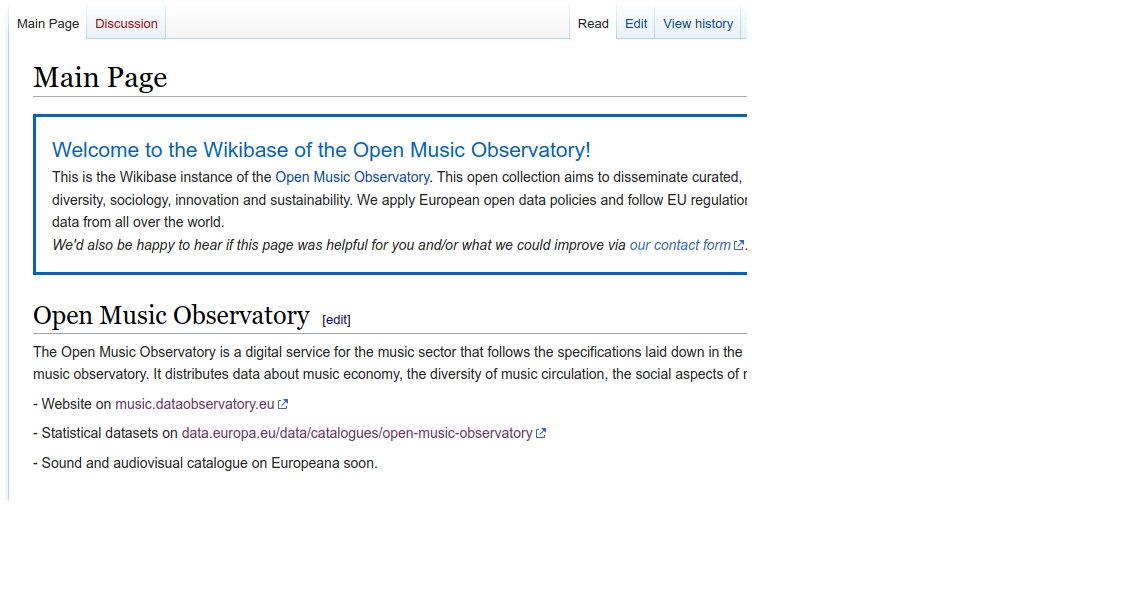 Main Page Discussion Read Edit View history
Main Page
Welcome to the Wikibase of the Open Music Observatory!
This is the Wikibase instance of the Open Music Observatory. This open collection aims to disseminate curated,
diversity, sociology, innovation and sustainability. We apply European open data policies and follow EU regulation
data from all over the world.
We'd also be happy to hear if this page was helpful for you and/or what we could improve via our contact form.
Open Music Observatory [edit]
The Open Music Observatory is a digital service for the music sector that follows the specifications laid down in the
music observatory. It distributes data about music economy, the diversity of music circulation, the social aspects of
- Website on music.dataobservatory.eu
- Statistical datasets on data.europa.eu/data/catalogues/open-music-observatory
- Sound and audiovisual catalogue on Europeana soon.